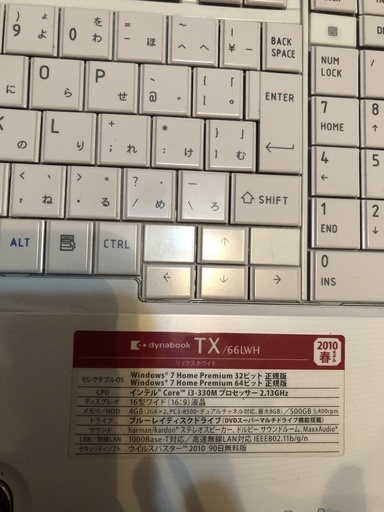 ) 9 ょ よ
を 0 わ
= - ほ
~ ^ へ
| ¥ ー
BACK SPACE
DE
NUM LOCK
O ら
P せ
` @ ゛
{ 「 [ ゜
ENTER
7 HOME
8 ↑
K の
L り
+ ; れ
* : け
} 」 ] む
4 ←
5
、 < , ね
。 > . る
? ・ / め
_ \ ろ
SHIFT
1 END
2 ↓
ALT
CTRL
↑
0 INS
← ↓ →
dynabook TX /66LWH
リュクスホワイト
2010 春モデル
セレクタブルOS Windows® 7 Home Premium 32ビット 正規版
Windows® 7 Home Premium 64ビット 正規版
CPU インテル® Core™ i3-330M プロセッサー 2.13GHz
ディスプレイ 16型ワイド (16:9) 液晶
メモリ/HDD 4GB (2GB×2, PC3-8500・デュアルチャネル対応, 最大8GB) / 500GB 5,400rpm
ドライブ ブルーレイディスクドライブ (DVDスーパーマルチドライブ機能搭載)
サウンド harman/kardon® ステレオスピーカー、ドルビー サウンドルーム、MaxxAudio®
LAN/無線LAN 1000Base-T対応/高速無線LAN対応 IEEE802.11b/g/n
セキュリティソフト ウイルスバスター™ 2010 90日無料版